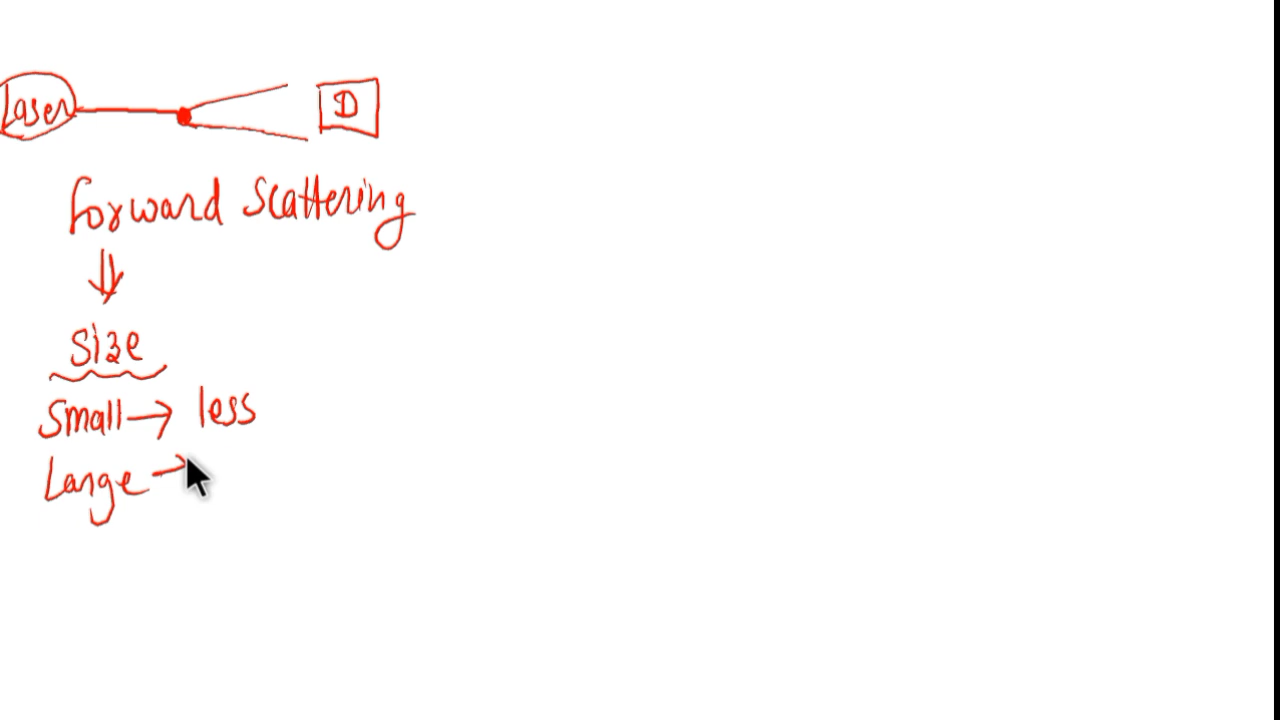 Laser D
forward scattering
⇓
Size
Small → less
Large →